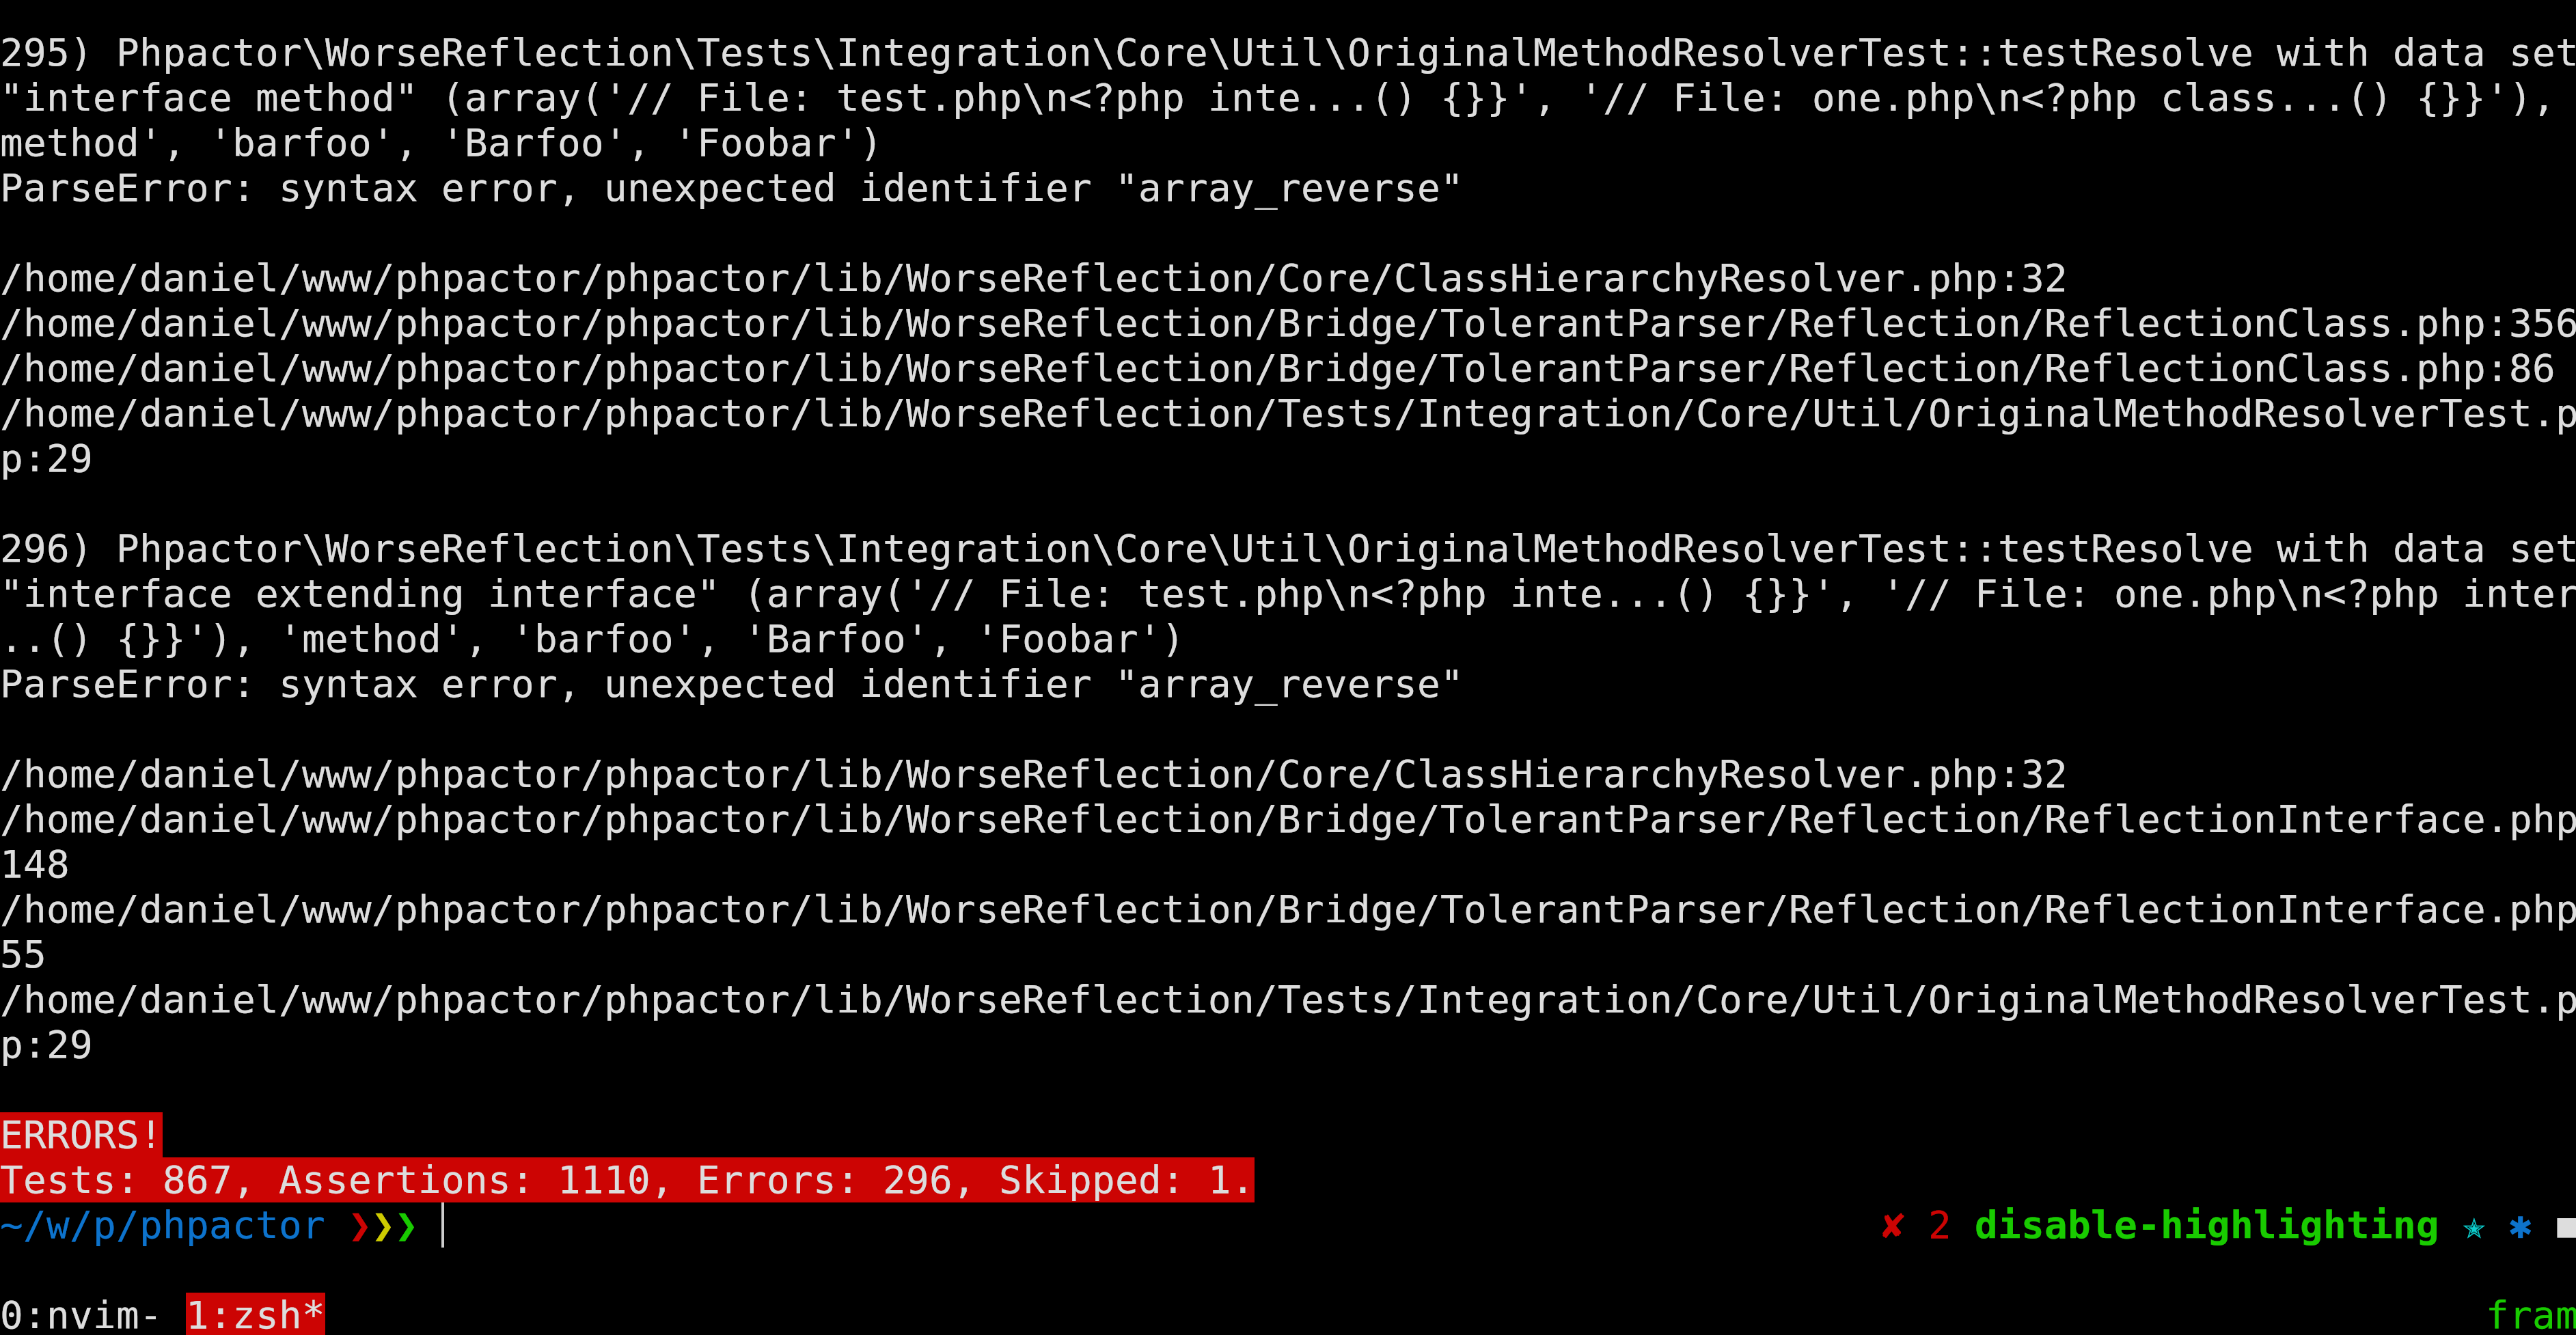 295) Phpactor\WorseReflection\Tests\Integration\Core\Util\OriginalMethodResolverTest::testResolve with data set
"interface method" (array('// File: test.php\n<?php inte...() {}}', '// File: one.php\n<?php class...() {}}'),
method', 'barfoo', 'Barfoo', 'Foobar')
ParseError: syntax error, unexpected identifier "array_reverse"
/home/daniel/www/phpactor/phpactor/lib/WorseReflection/Core/ClassHierarchyResolver.php:32
/home/daniel/www/phpactor/phpactor/lib/WorseReflection/Bridge/TolerantParser/Reflection/ReflectionClass.php:356
/home/daniel/www/phpactor/phpactor/lib/WorseReflection/Bridge/TolerantParser/Reflection/ReflectionClass.php:86
/home/daniel/www/phpactor/phpactor/lib/WorseReflection/Tests/Integration/Core/Util/OriginalMethodResolverTest.p
p:29
296) Phpactor\WorseReflection\Tests\Integration\Core\Util\OriginalMethodResolverTest::testResolve with data set
"interface extending interface" (array('// File: test.php\n<?php inte...() {}}', '// File: one.php\n<?php inter
..() {}}'), 'method', 'barfoo', 'Barfoo', 'Foobar')
ParseError: syntax error, unexpected identifier "array_reverse"
/home/daniel/www/phpactor/phpactor/lib/WorseReflection/Core/ClassHierarchyResolver.php:32
/home/daniel/www/phpactor/phpactor/lib/WorseReflection/Bridge/TolerantParser/Reflection/ReflectionInterface.php
148
/home/daniel/www/phpactor/phpactor/lib/WorseReflection/Bridge/TolerantParser/Reflection/ReflectionInterface.php
55
/home/daniel/www/phpactor/phpactor/lib/WorseReflection/Tests/Integration/Core/Util/OriginalMethodResolverTest.p
p:29
ERRORS!
Tests: 867, Assertions: 1110, Errors: 296, Skipped: 1.
~/w/p/phpactor ❯❯❯ ✘ 2 disable-highlighting ✭ ✱ ◼
0:nvim- 1:zsh* fram